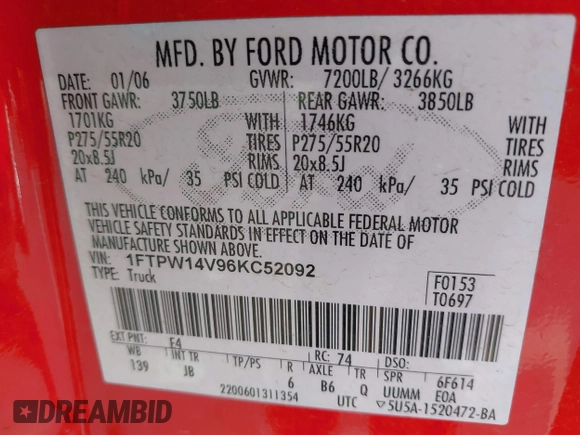 MFD. BY FORD MOTOR CO.
DATE: 01/06 GVWR: 7200LB/ 3266KG
FRONT GAWR: 3750LB REAR GAWR: 3850LB
1701KG WITH 1746KG WITH
P275/55R20 TIRES P275/55R20 TIRES
20x8.5J RIMS 20x8.5J RIMS
AT 240 kPa/ 35 PSI COLD AT 240 kPa/ 35 PSI COLD
THIS VEHICLE CONFORMS TO ALL APPLICABLE FEDERAL MOTOR
VEHICLE SAFETY STANDARDS IN EFFECT ON THE DATE OF
MANUFACTURE SHOWN ABOVE.
VIN: 1FTPW14V96KC52092
TYPE: Truck
F0153
T0697
EXT PNT: F4 RC: 74 DSO:
WB INT TR TP/PS R AXLE TR SPR 6F614
139 JB 6 B6 Q UUMM E0A
2200601311354 UTC 5U5A-1520472-BA
Ford
DREAMBID